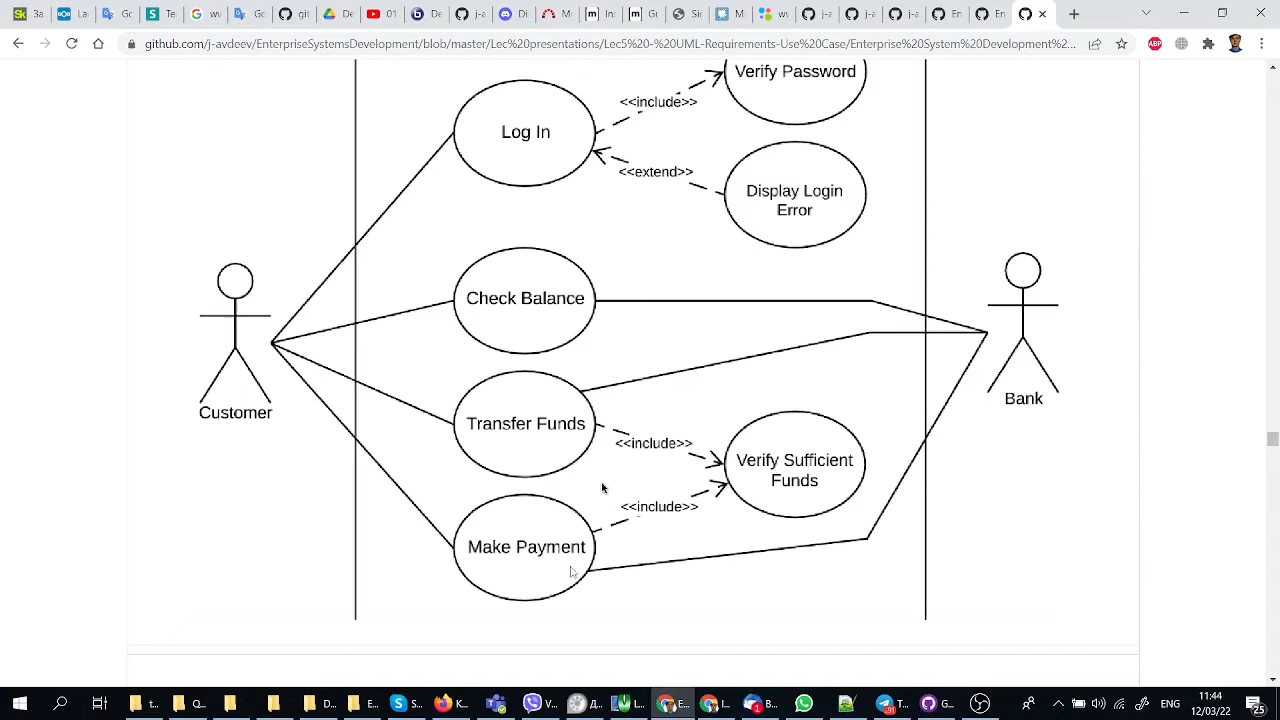 github.com/j-avdeev/EnterpriseSystemsDevelopment/blob/master/Lec%20Presentations/Lec5%20-%20UML-Requirements-Use%20Case/Enterprise%20System%20Development%2...
Verify Password
<<include>>
Log In
<<extend>>
Display Login
Error
Check Balance
Customer
Bank
Transfer Funds
<<include>>
Verify Sufficient
Funds
<<include>>
Make Payment
11:44
12/03/22